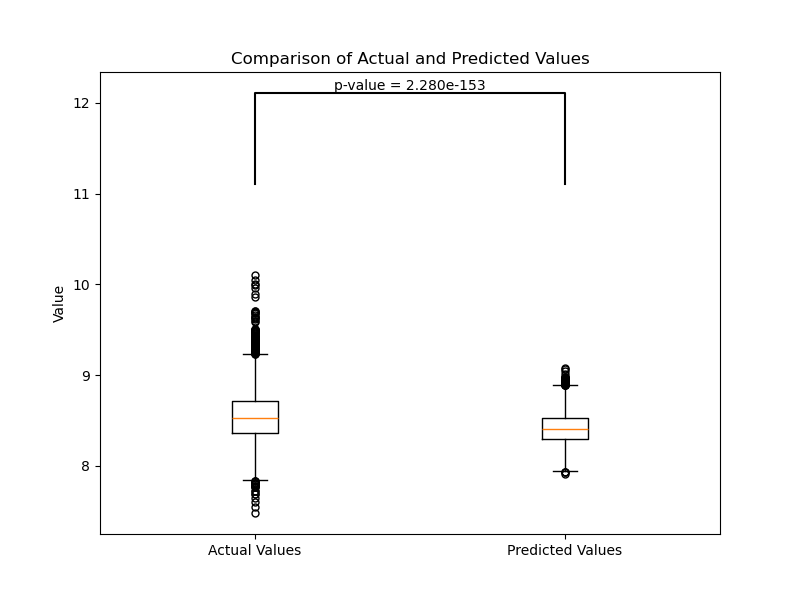 Comparison of Actual and Predicted Values
p-value = 2.280e-153
12
11
10
9
8
Value
Actual Values
Predicted Values